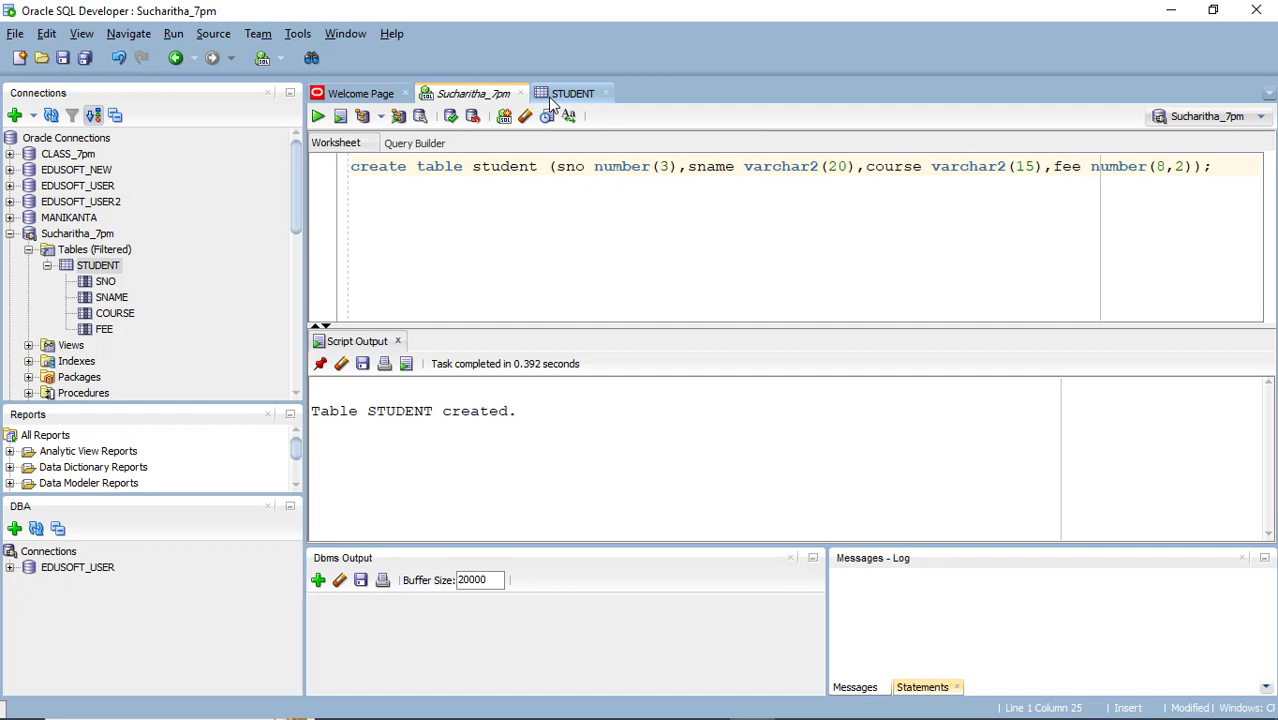 Oracle SQL Developer: Sucharitha_7pm
File Edit View Navigate Run Source Team Tools Window Help
Connections
Oracle Connections
CLASS_7pm
EDUSOFT_NEW
EDUSOFT_USER
EDUSOFT_USER2
MANIKANTA
Sucharitha_7pm
Tables (Filtered)
STUDENT
SNO
SNAME
COURSE
FEE
Views
Indexes
Packages
Procedures
Reports
All Reports
Analytic View Reports
Data Dictionary Reports
Data Modeler Reports
DBA
Connections
EDUSOFT_USER
Welcome Page Sucharitha_7pm STUDENT
Aa
Sucharitha_7pm
Worksheet Query Builder
create table student (sno number(3),sname varchar2(20),course varchar2(15),fee number(8,2));
Script Output
Task completed in 0.392 seconds
Table STUDENT created.
Dbms Output
Buffer Size: 20000
Messages - Log
Messages Statements
Line 1 Column 25 Insert Modified Windows: CF